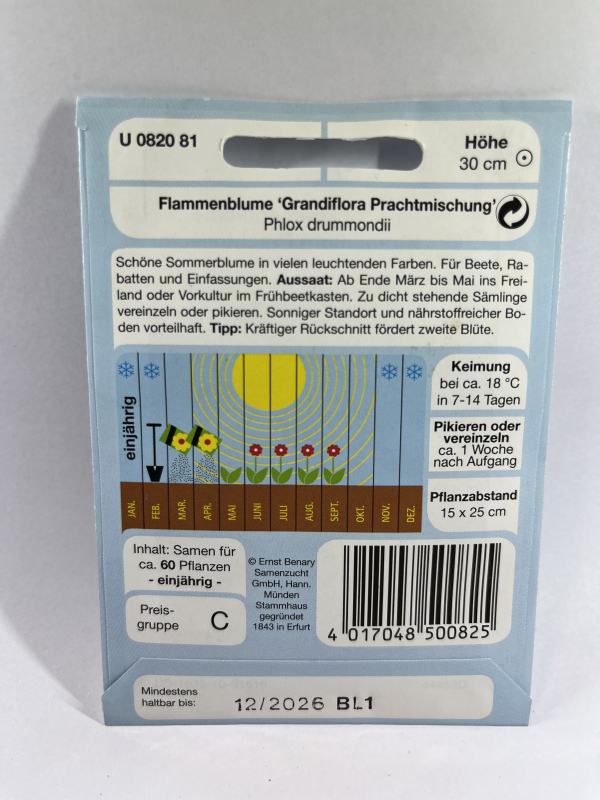 U 0820 81
Höhe
30 cm
Flammenblume 'Grandiflora Prachtmischung'
Phlox drummondii
Schöne Sommerblume in vielen leuchtenden Farben. Für Beete, Ra-
batten und Einfassungen. Aussaat: Ab Ende März bis Mai ins Frei-
land oder Vorkultur im Frühbeetkasten. Zu dicht stehende Sämlinge
vereinzeln oder pikieren. Sonniger Standort und nährstoffreicher Bo-
den vorteilhaft. Tipp: Kräftiger Rückschnitt fördert zweite Blüte.
einjährig
JAN.
FEB.
MÄR.
APR.
MAI
JUNI
JULI
AUG.
SEPT.
OKT.
NOV.
DEZ.
Keimung
bei ca. 18 °C
in 7-14 Tagen
Pikieren oder
vereinzeln
ca. 1 Woche
nach Aufgang
Pflanzabstand
15 x 25 cm
Inhalt: Samen für
ca. 60 Pflanzen
- einjährig -
Preis-
gruppe
C
© Ernst Benary
Samenzucht
GmbH, Hann.
Münden
Stammhaus
gegründet
1843 in Erfurt
4 017048 500825
Mindestens
haltbar bis:
12/2026 BL1